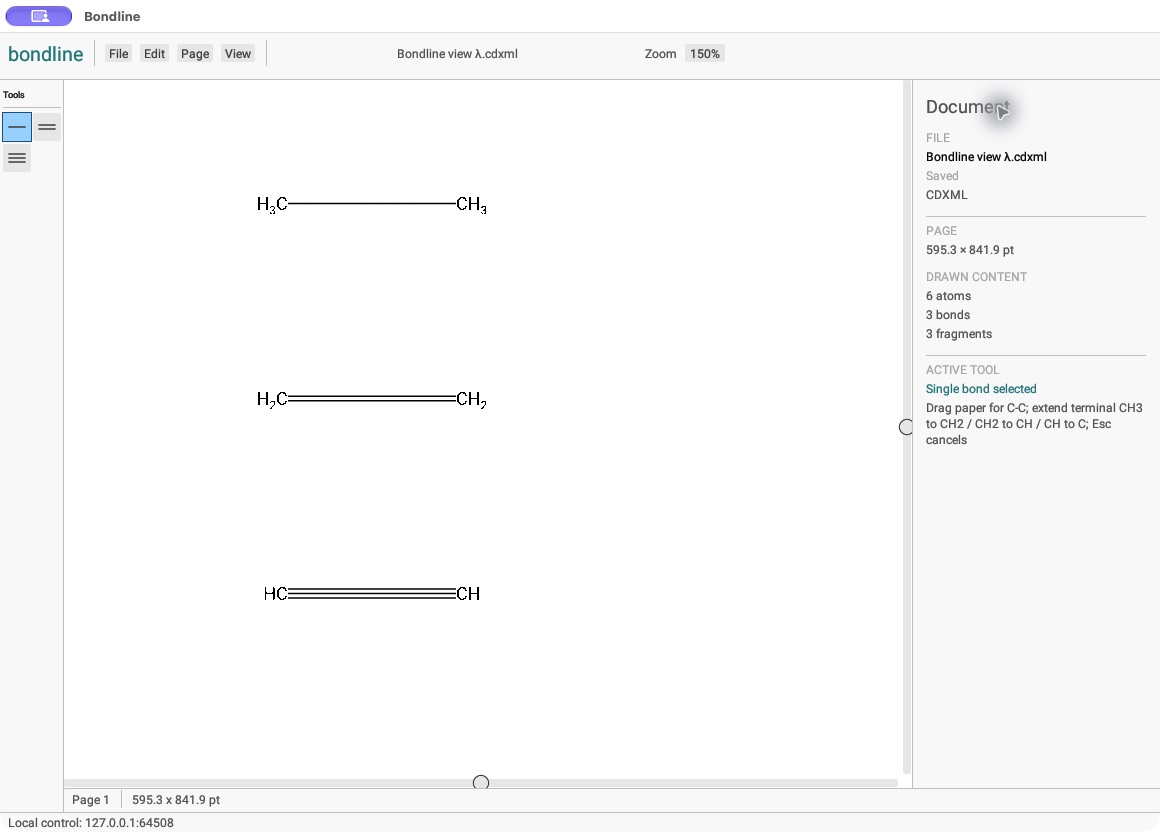 Bondline
bondline File Edit Page View Bondline view λ.cdxml Zoom 150%
Tools
H₃C CH₃
H₂C CH₂
HC CH
Document
FILE
Bondline view λ.cdxml
Saved
CDXML
PAGE
595.3 × 841.9 pt
DRAWN CONTENT
6 atoms
3 bonds
3 fragments
ACTIVE TOOL
Single bond selected
Drag paper for C-C; extend terminal CH3
to CH2 / CH2 to CH / CH to C; Esc
cancels
Page 1 595.3 x 841.9 pt
Local control: 127.0.0.1:64508